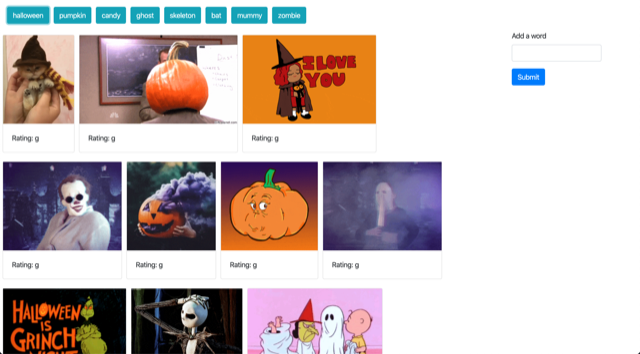 halloween pumpkin candy ghost skeleton bat mummy zombie
Add a word
Submit
I LOVE
YOU
Rating: g
Rating: g
Rating: g
Rating: g
Rating: g
Rating: g
Rating: g
HALLOWEEN
IS
GRINCH
NIGHT